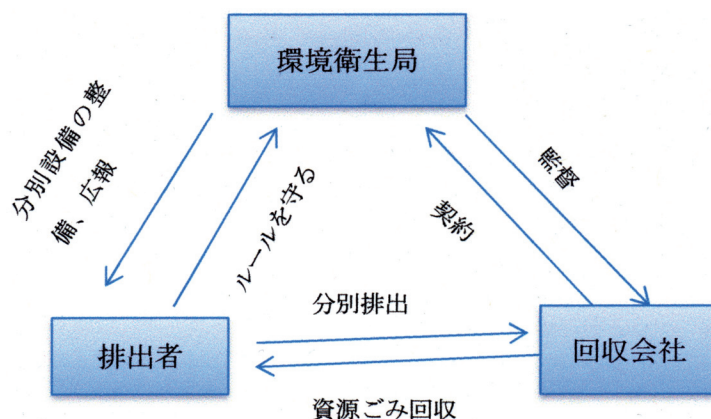 環境衛生局
分別設備の整
備、広報
ルールを守る
監督
契約
分別排出
排出者
回収会社
資源ごみ回収